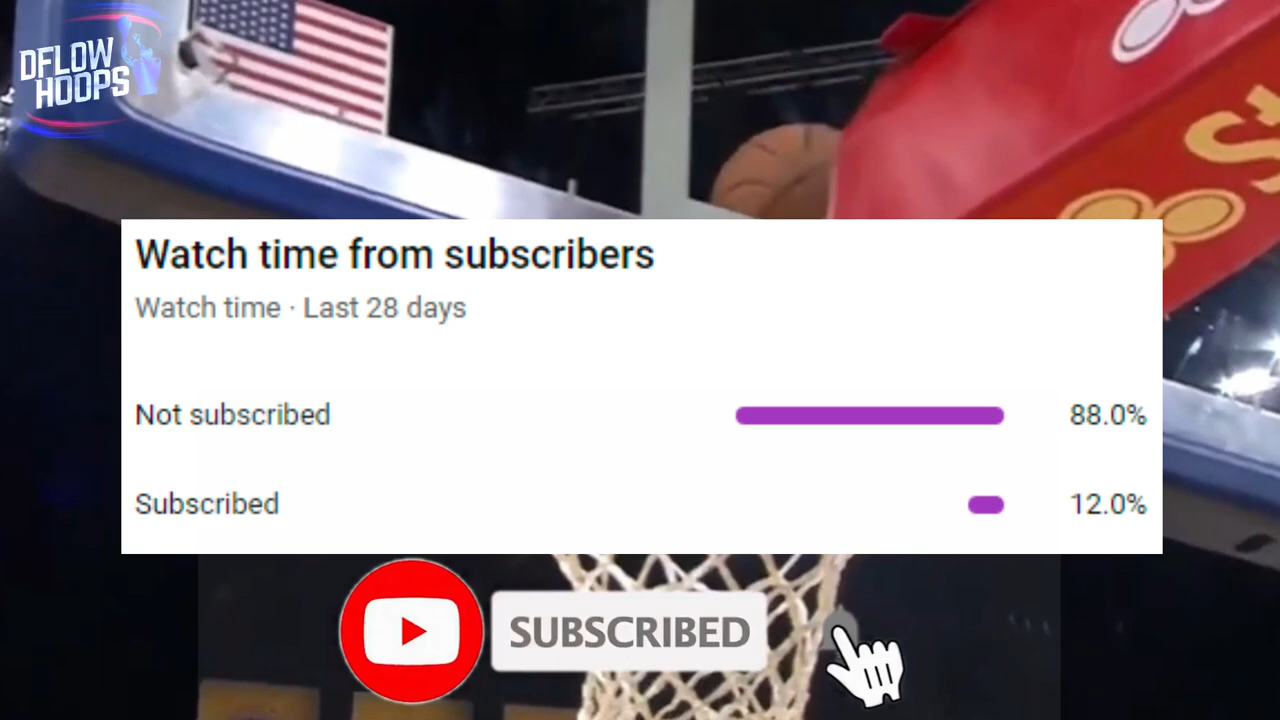 DFLOW
HOOPS
St
Watch time from subscribers
Watch time · Last 28 days
Not subscribed 88.0%
Subscribed 12.0%
SUBSCRIBED